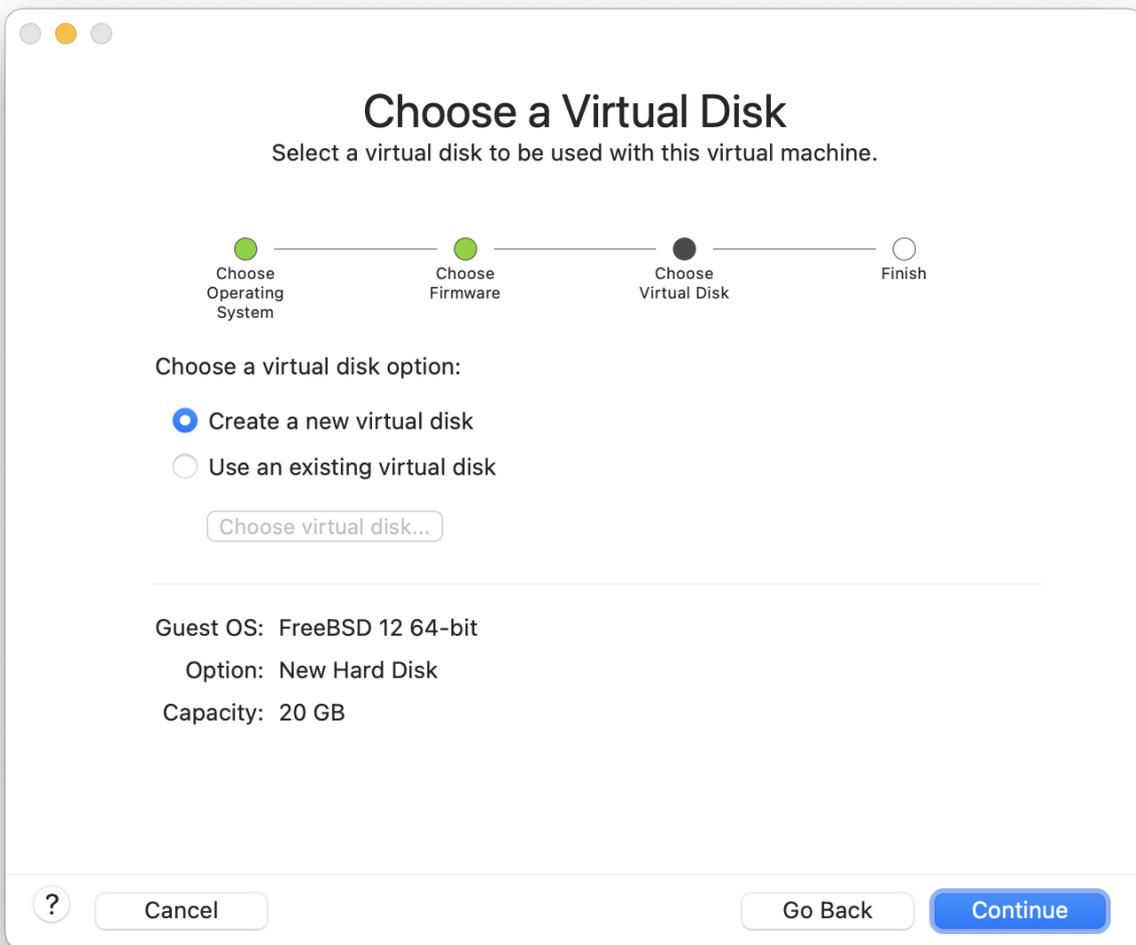 Choose a Virtual Disk
Select a virtual disk to be used with this virtual machine.
Choose
Operating
System
Choose
Firmware
Choose
Virtual Disk
Finish
Choose a virtual disk option:
Create a new virtual disk
Use an existing virtual disk
Choose virtual disk...
Guest OS: FreeBSD 12 64-bit
Option: New Hard Disk
Capacity: 20 GB
? Cancel Go Back Continue